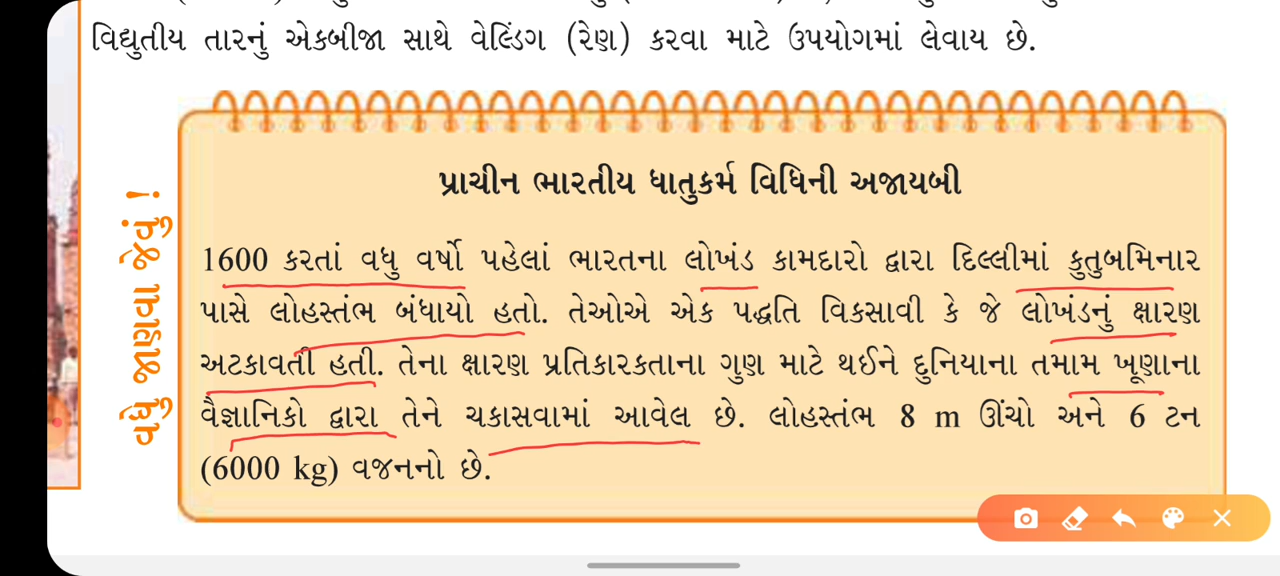 વિદ્યુતીય તારનું એકબીજા સાથે વેલ્ડિંગ (રેણ) કરવા માટે ઉપયોગમાં લેવાય છે.
વધુ જાણવા જેવું !
પ્રાચીન ભારતીય ધાતુકર્મ વિધિની અજાયબી
1600 કરતાં વધુ વર્ષો પહેલાં ભારતના લોખંડ કામદારો દ્વારા દિલ્લીમાં કુતુબમિનાર
પાસે લોહસ્તંભ બંધાયો હતો. તેઓએ એક પદ્ધતિ વિકસાવી કે જે લોખંડનું ક્ષારણ
અટકાવતી હતી. તેના ક્ષારણ પ્રતિકારકતાના ગુણ માટે થઈને દુનિયાના તમામ ખૂણાના
વૈજ્ઞાનિકો દ્વારા તેને ચકાસવામાં આવેલ છે. લોહસ્તંભ 8 m ઊંચો અને 6 ટન
(6000 kg) વજનનો છે.